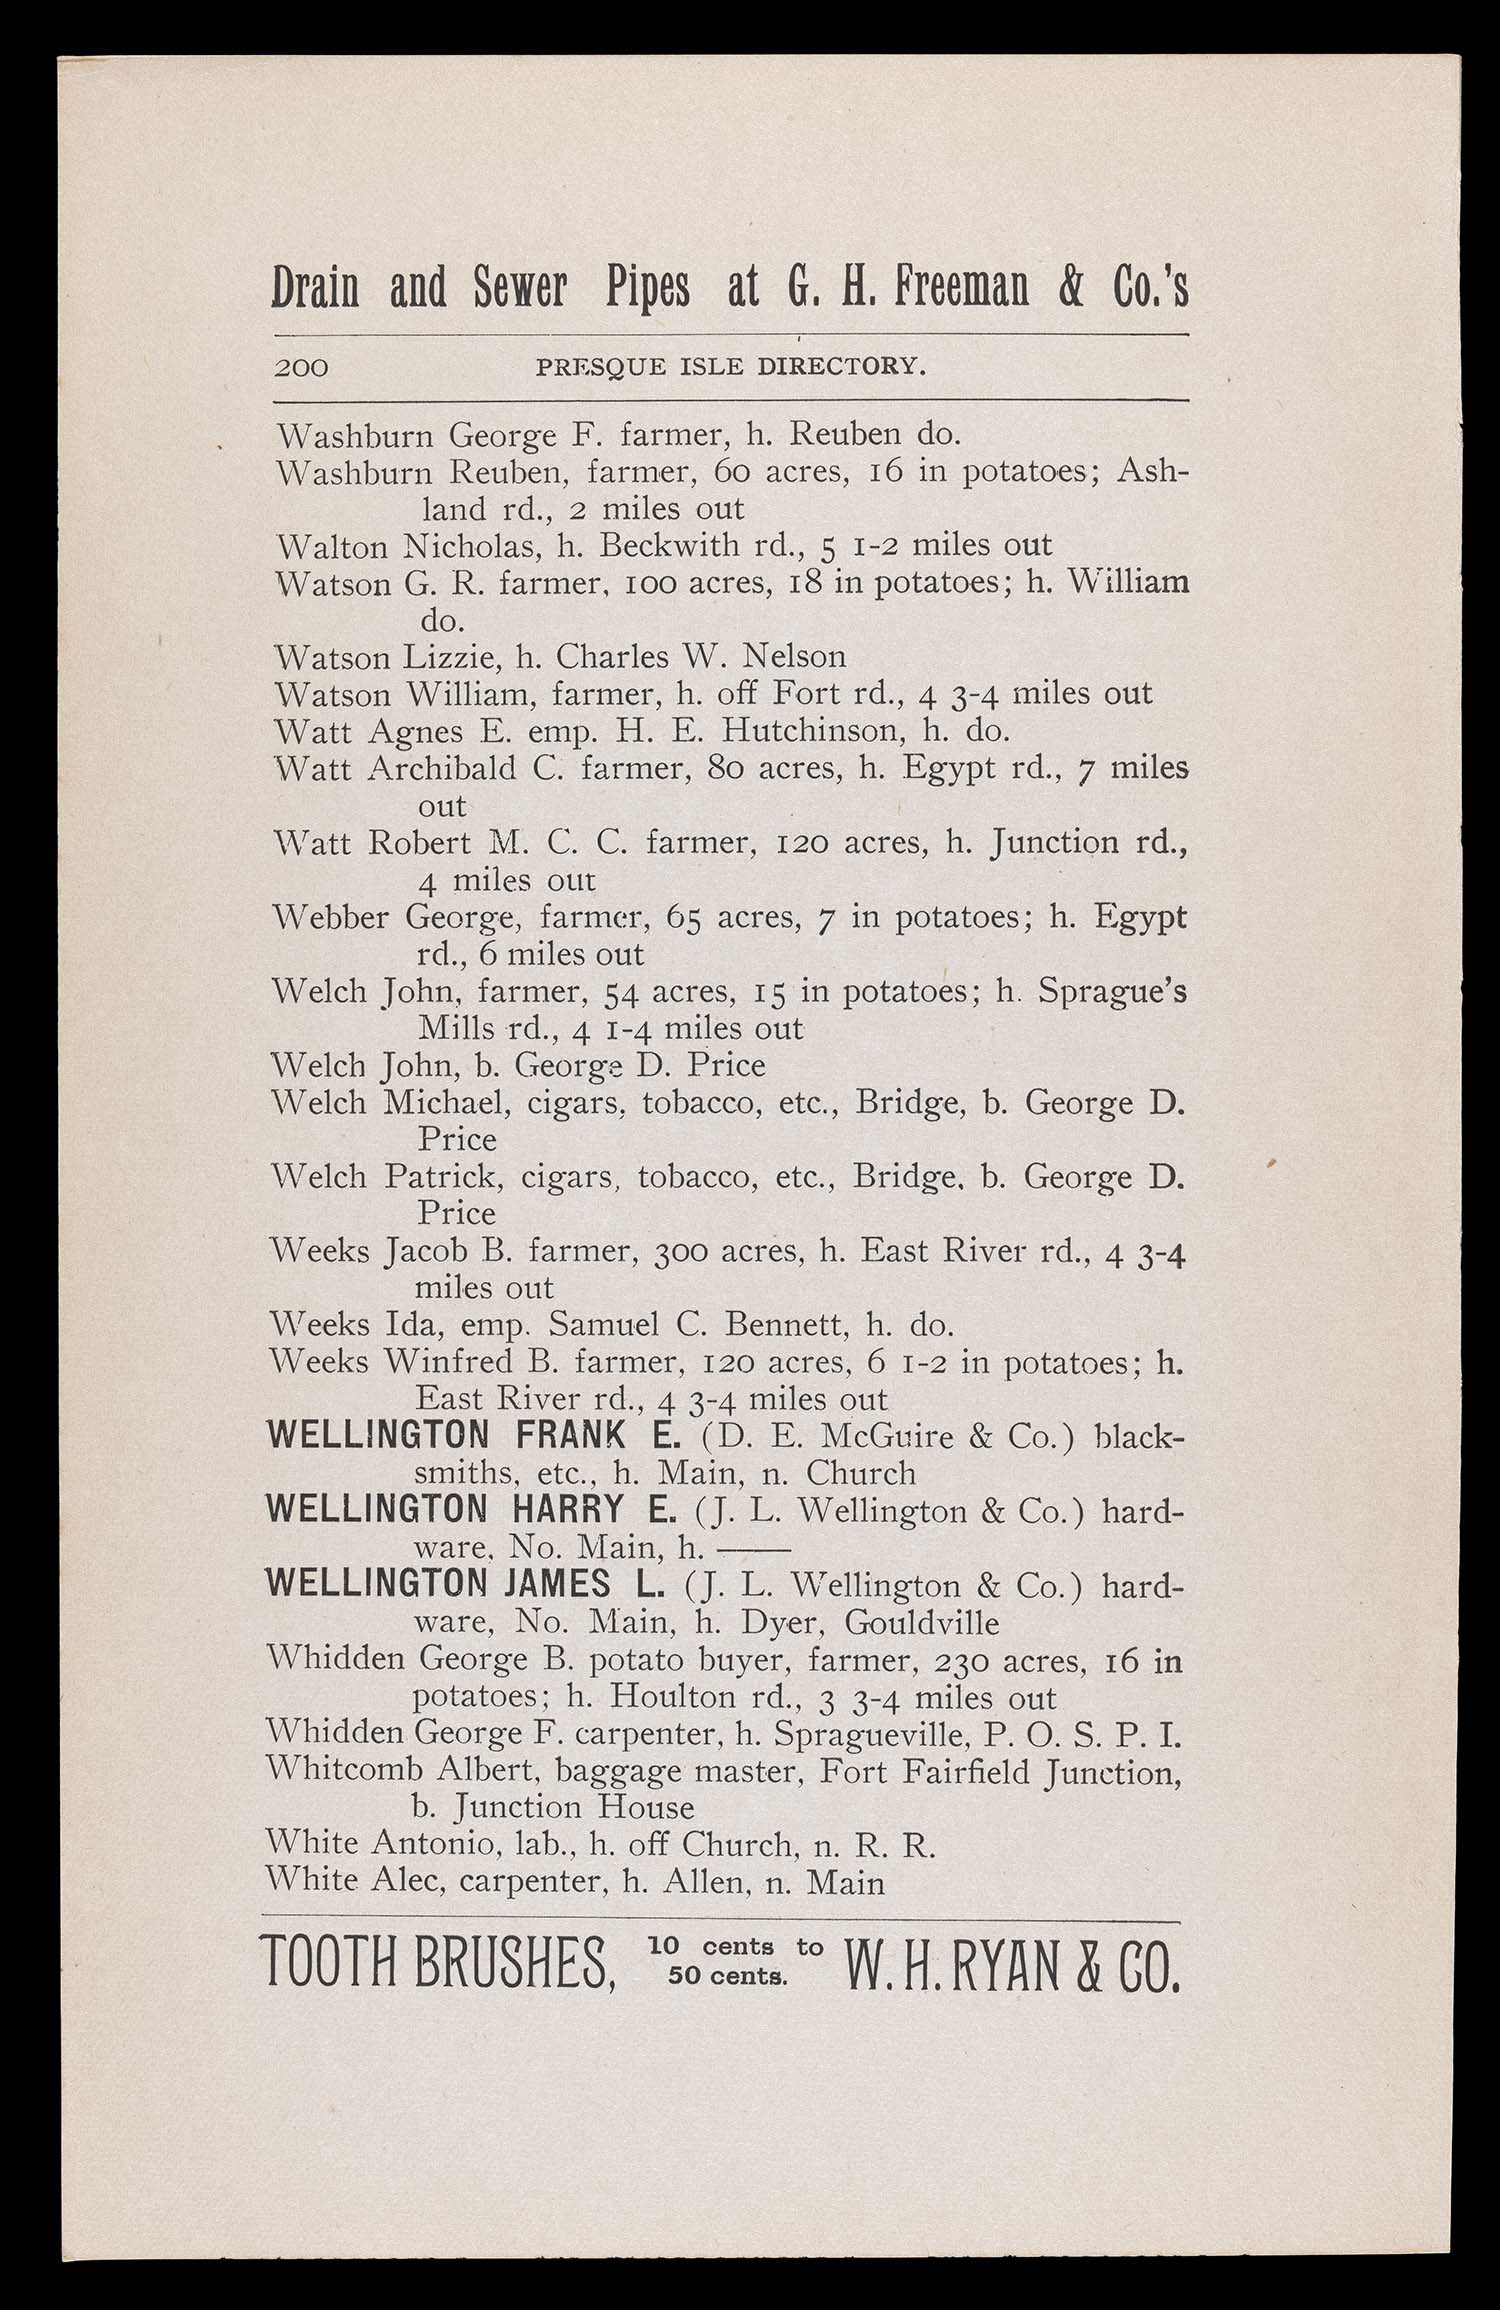 Drain and Sewer Pipes at G. H. Freeman & Co.'s
200 PRESQUE ISLE DIRECTORY.
Washburn George F. farmer, h. Reuben do.
Washburn Reuben, farmer, 60 acres, 16 in potatoes; Ash-
land rd., 2 miles out
Walton Nicholas, h. Beckwith rd., 5 1-2 miles out
Watson G. R. farmer, 100 acres, 18 in potatoes; h. William
do.
Watson Lizzie, h. Charles W. Nelson
Watson William, farmer, h. off Fort rd., 4 3-4 miles out
Watt Agnes E. emp. H. E. Hutchinson, h. do.
Watt Archibald C. farmer, 80 acres, h. Egypt rd., 7 miles
out
Watt Robert M. C. C. farmer, 120 acres, h. Junction rd.,
4 miles out
Webber George, farmer, 65 acres, 7 in potatoes; h. Egypt
rd., 6 miles out
Welch John, farmer, 54 acres, 15 in potatoes; h. Sprague's
Mills rd., 4 1-4 miles out
Welch John, b. George D. Price
Welch Michael, cigars, tobacco, etc., Bridge, b. George D.
Price
Welch Patrick, cigars, tobacco, etc., Bridge, b. George D.
Price
Weeks Jacob B. farmer, 300 acres, h. East River rd., 4 3-4
miles out
Weeks Ida, emp. Samuel C. Bennett, h. do.
Weeks Winfred B. farmer, 120 acres, 6 1-2 in potatoes; h.
East River rd., 4 3-4 miles out
WELLINGTON FRANK E. (D. E. McGuire & Co.) black-
smiths, etc., h. Main, n. Church
WELLINGTON HARRY E. (J. L. Wellington & Co.) hard-
ware, No. Main, h. ——
WELLINGTON JAMES L. (J. L. Wellington & Co.) hard-
ware, No. Main, h. Dyer, Gouldville
Whidden George B. potato buyer, farmer, 230 acres, 16 in
potatoes; h. Houlton rd., 3 3-4 miles out
Whidden George F. carpenter, h. Spragueville, P. O. S. P. I.
Whitcomb Albert, baggage master, Fort Fairfield Junction,
b. Junction House
White Antonio, lab., h. off Church, n. R. R.
White Alec, carpenter, h. Allen, n. Main
TOOTH BRUSHES, 10 cents to 50 cents. W. H. RYAN & CO.